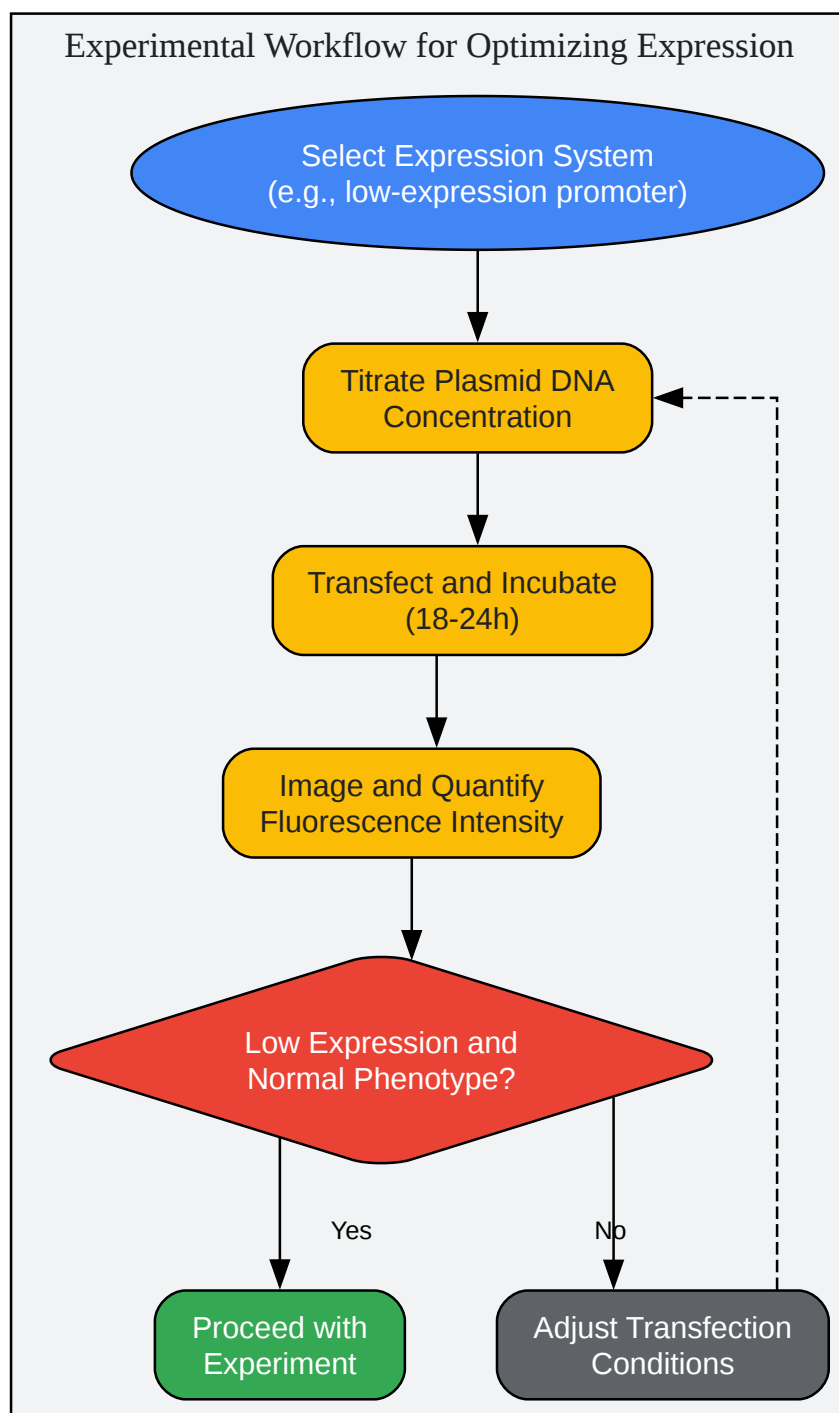 Experimental Workflow for Optimizing Expression
Select Expression System
(e.g., low-expression promoter)
Titrate Plasmid DNA
Concentration
Transfect and Incubate
(18-24h)
Image and Quantify
Fluorescence Intensity
Low Expression and
Normal Phenotype?
Yes
No
Proceed with
Experiment
Adjust Transfection
Conditions